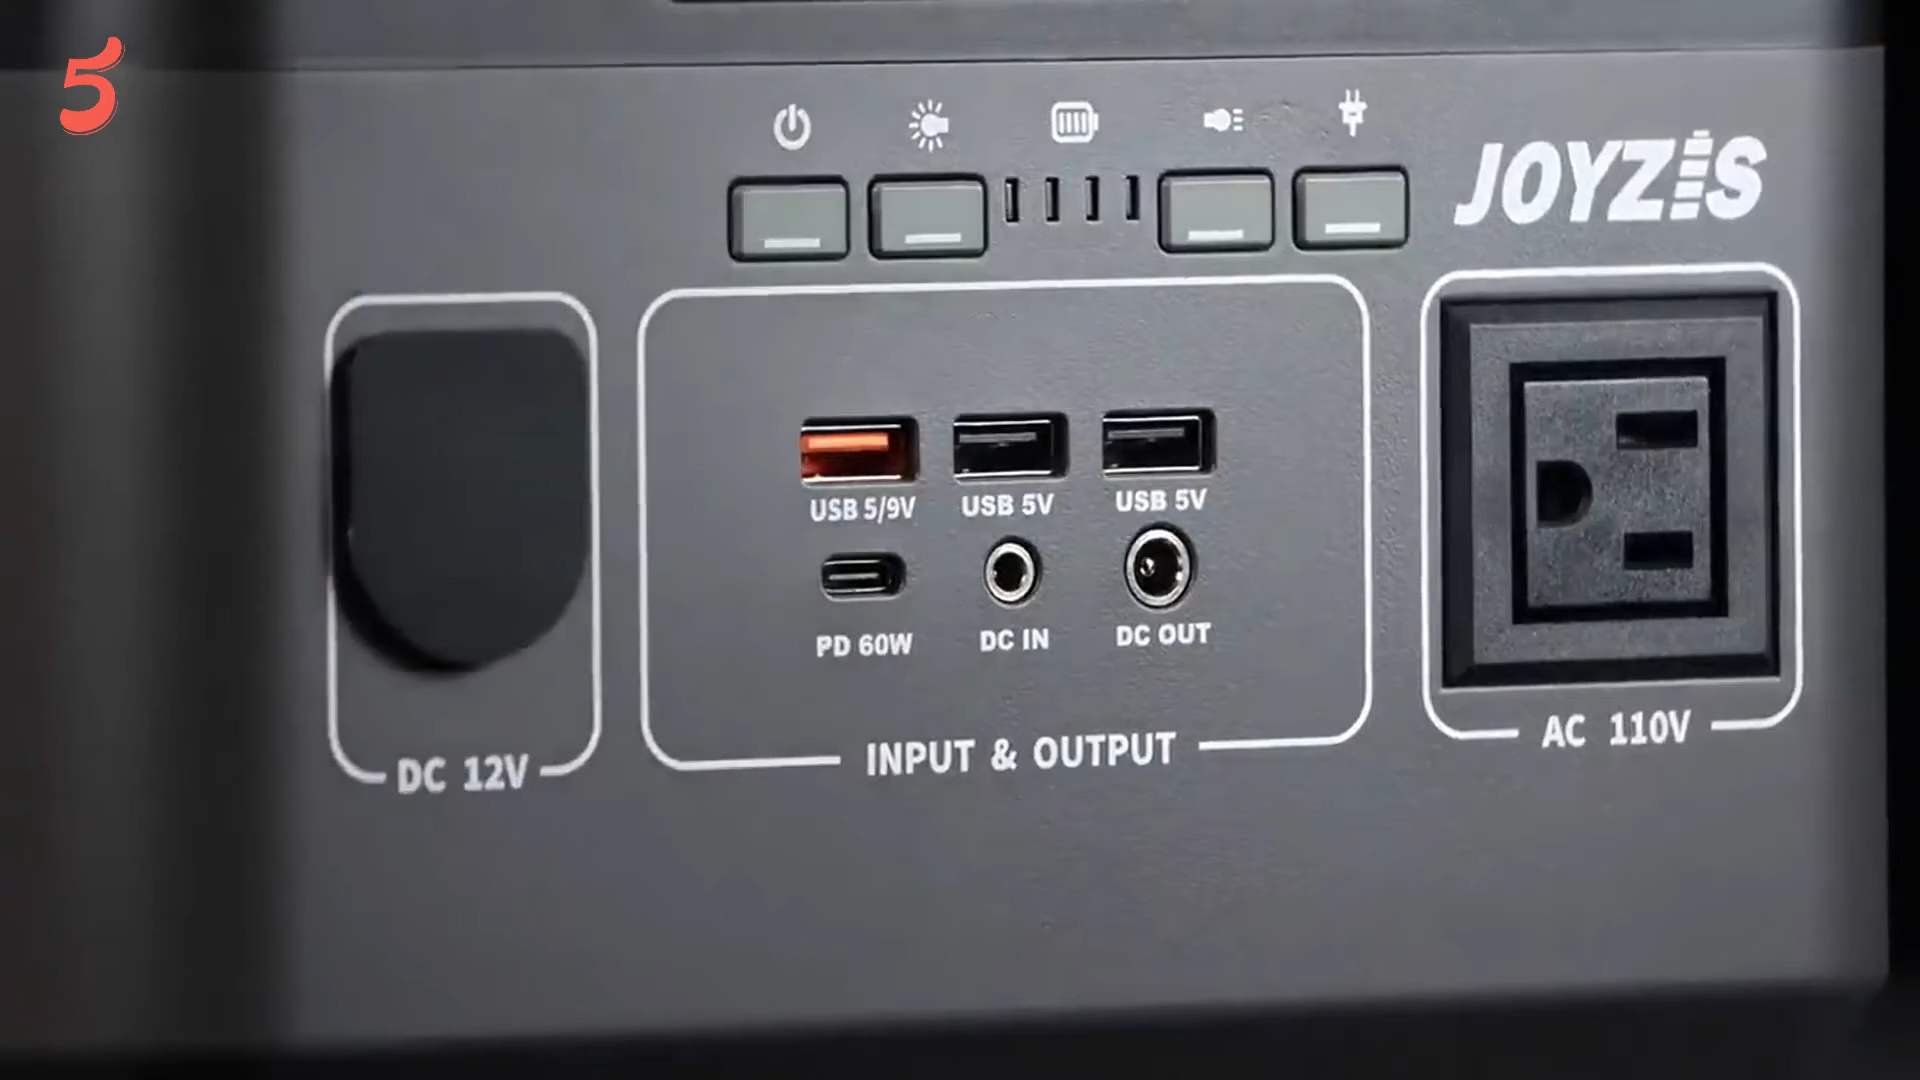 5
JOYZIS
USB 5/9V
USB 5V
USB 5V
PD 60W
DC IN
DC OUT
DC 12V
INPUT & OUTPUT
AC 110V